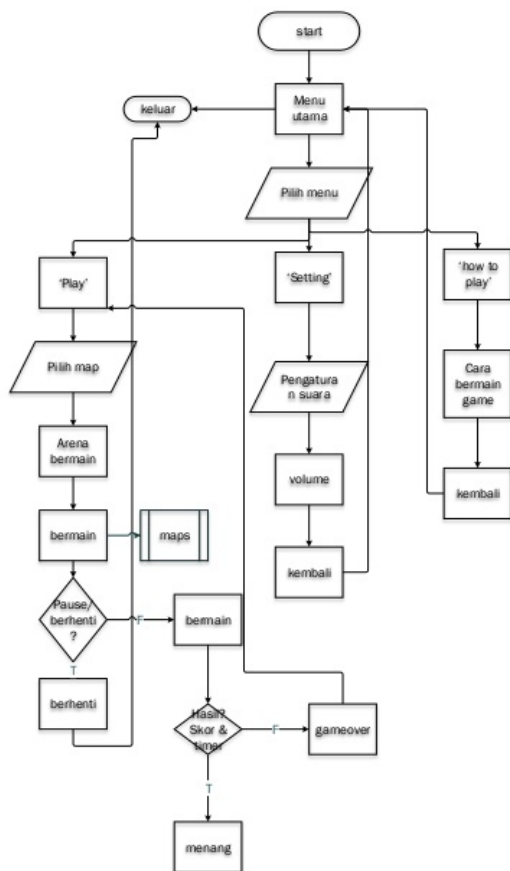 start
keluar
Menu
utama
Pilih menu
‘Play’
‘Setting’
‘how to
play’
Pilih map
Pengatura
n suara
Cara
bermain
game
Arena
bermain
volume
kembali
bermain
maps
kembali
Pause/
berhenti
?
F
bermain
T
berhenti
Hasil?
Skor &
timer
F
gameover
T
menang